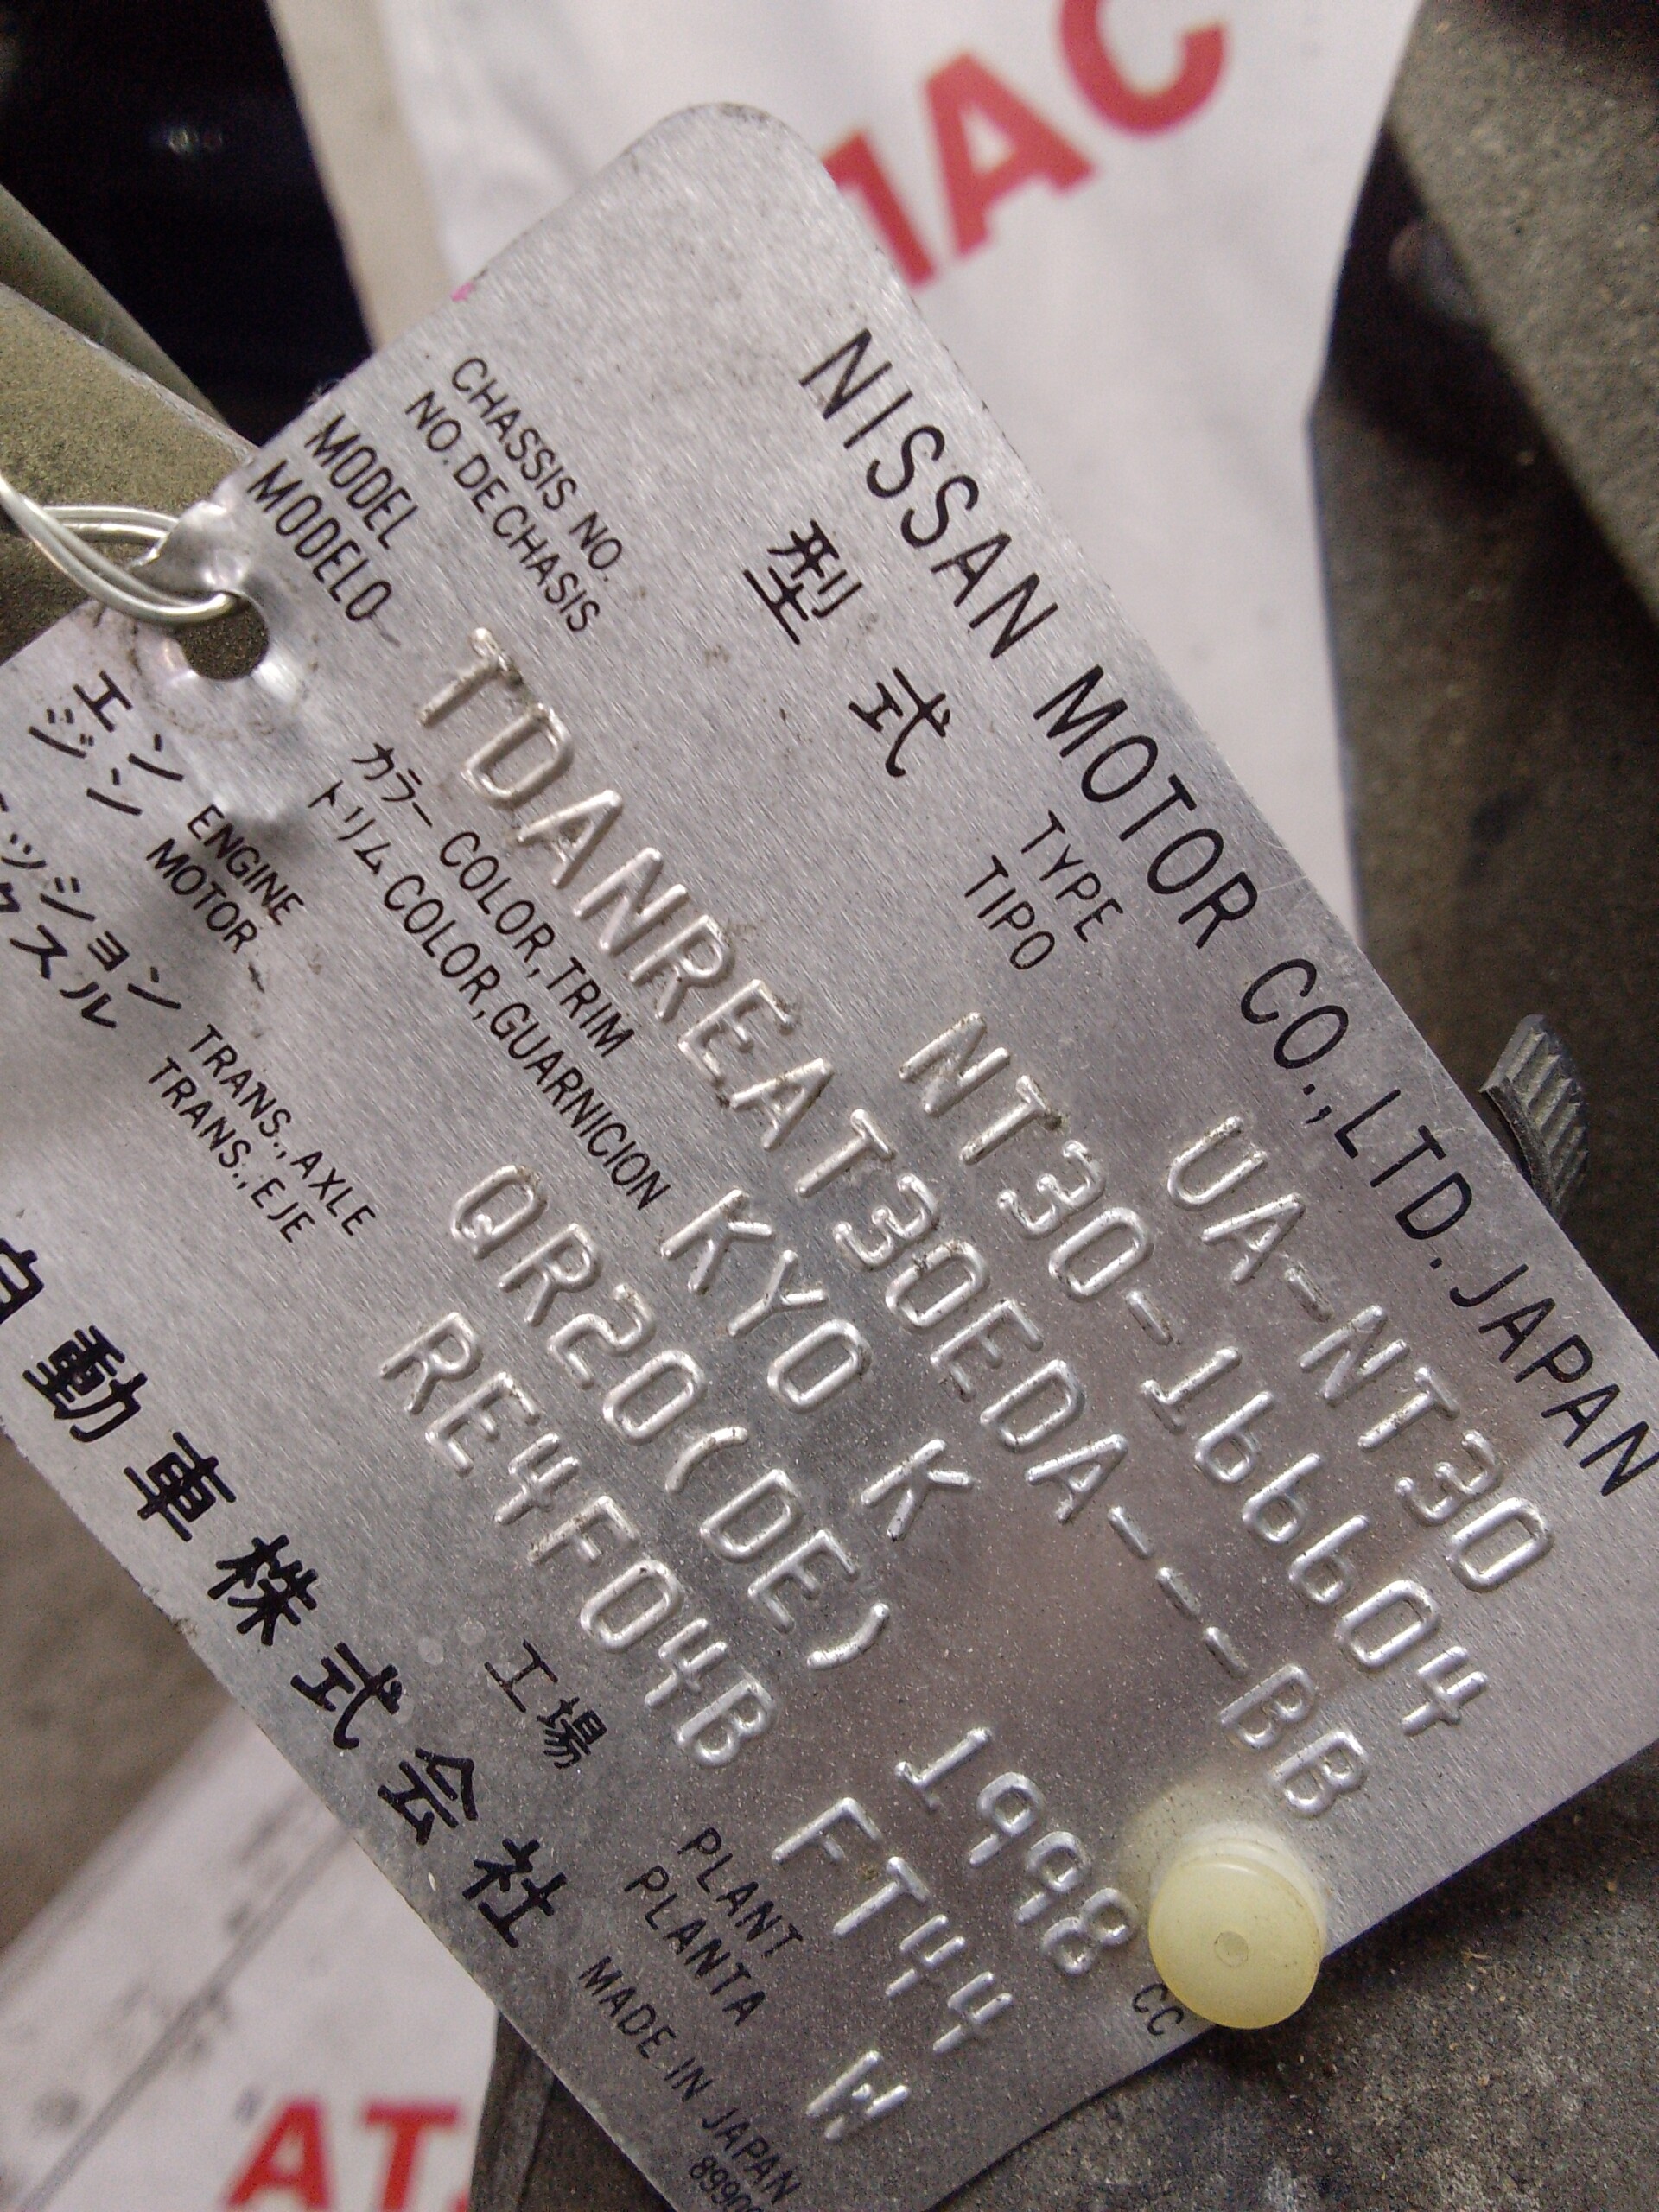 NISSAN MOTOR CO.,LTD. JAPAN
型式 TYPE UA-NT30
TIPO
CHASSIS NO. NT30-166604
NO. DE CHASIS
MODEL TDANREAT30EDA---BB
MODELO
カラー COLOR,TRIM KY0 K
トリム COLOR,GUARNICION
エンジン ENGINE QR20(DE) 1998 CC
MOTOR
TRANS.,AXLE RE4F04B FT44
TRANS.,EJE
工場 PLANT W
PLANTA
動車株式会社 MADE IN JAPAN
AC
AT